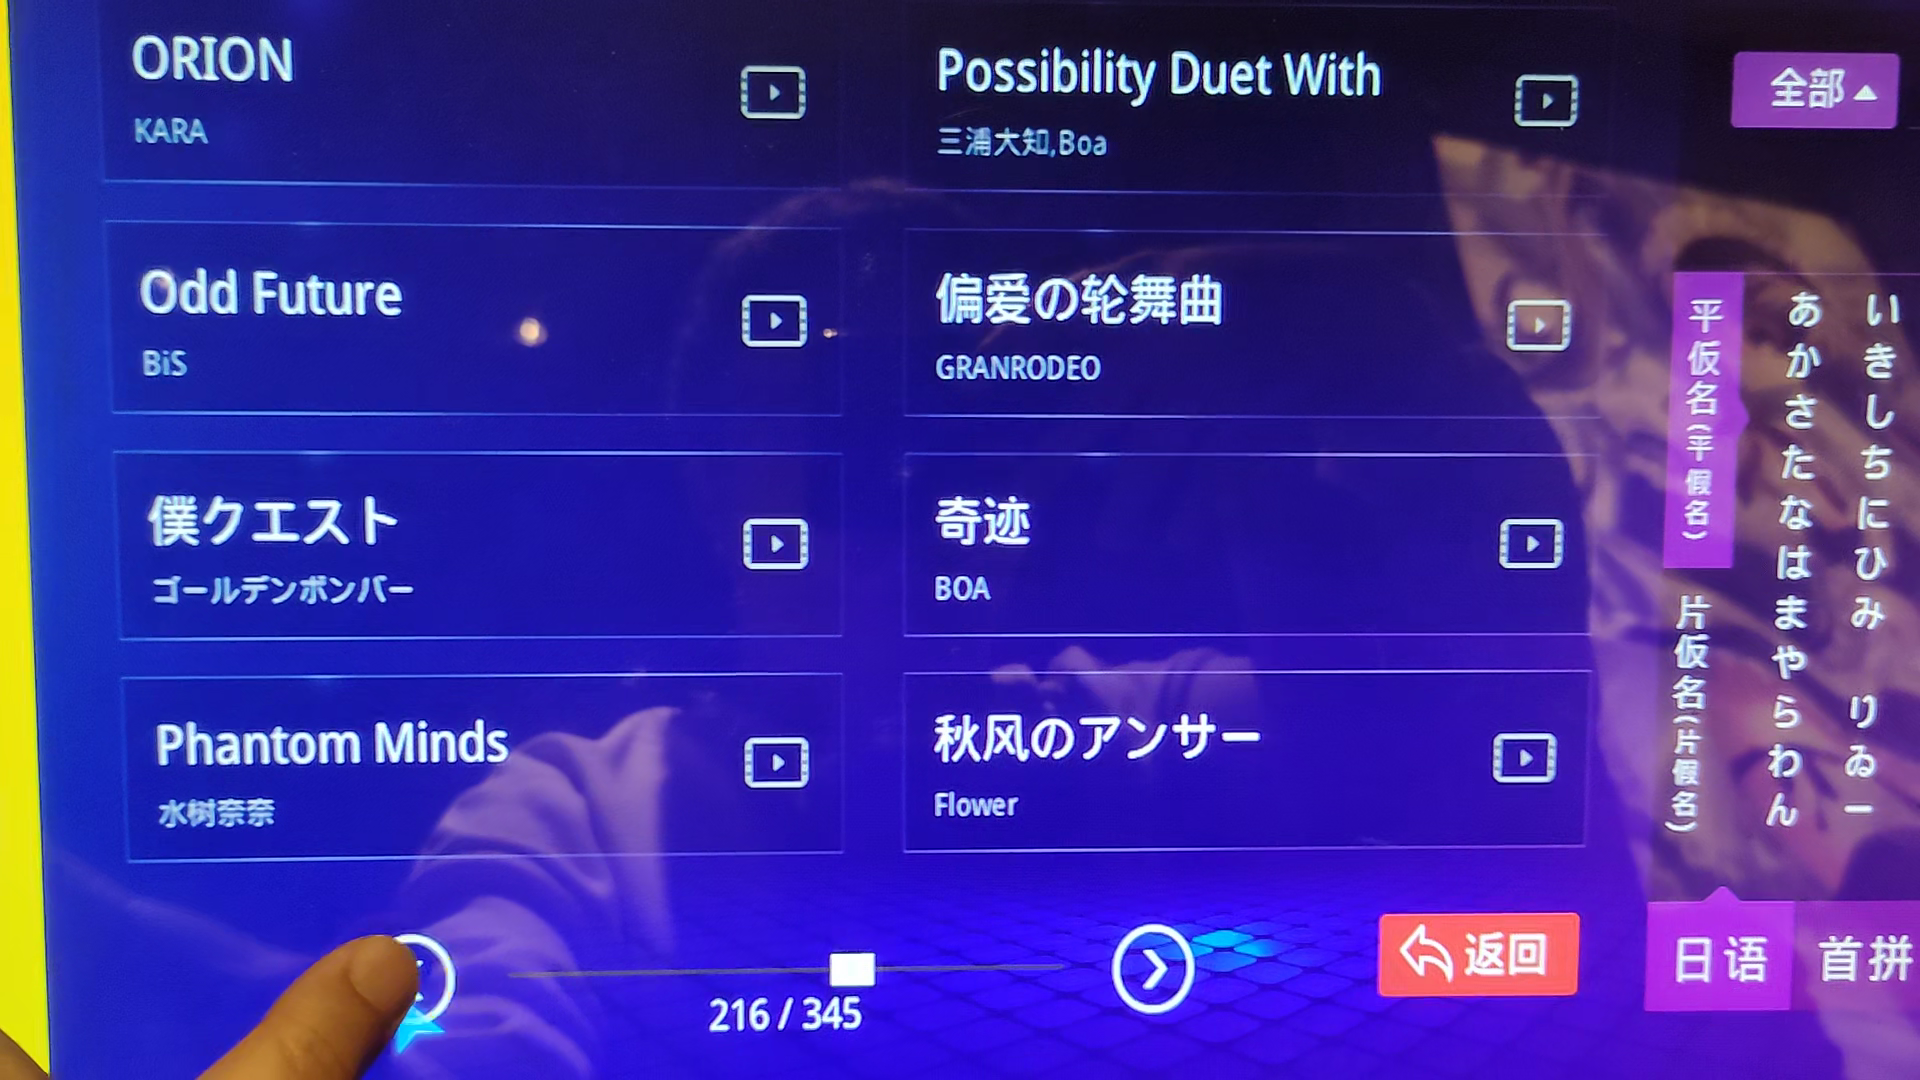 ORION
KARA
Possibility Duet With
三浦大知,Boa
全部
Odd Future
BiS
偏爱の轮舞曲
GRANRODEO
僕クエスト
ゴールデンボンバー
奇迹
BOA
Phantom Minds
水树奈奈
秋风のアンサー
Flower
216 / 345
返回
平仮名(平假名)
片仮名(片假名)
あかさたなはまやらわん
いきしちにひみ りゐー
日语
首拼